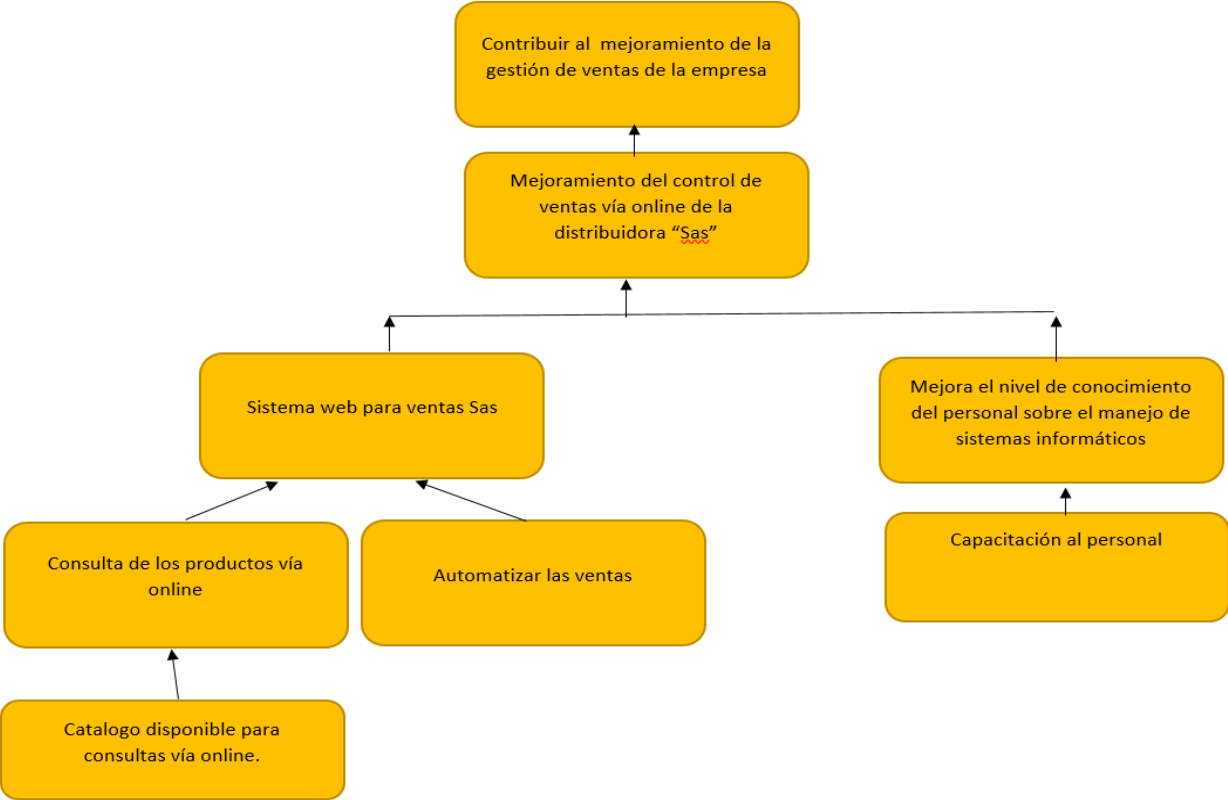 Contribuir al  mejoramiento de la
gestión de ventas de la empresa
Mejoramiento del control de
ventas vía online de la
distribuidora “Sas”
Sistema web para ventas Sas
Mejora el nivel de conocimiento
del personal sobre el manejo de
sistemas informáticos
Consulta de los productos vía
online
Automatizar las ventas
Capacitación al personal
Catalogo disponible para
consultas vía online.